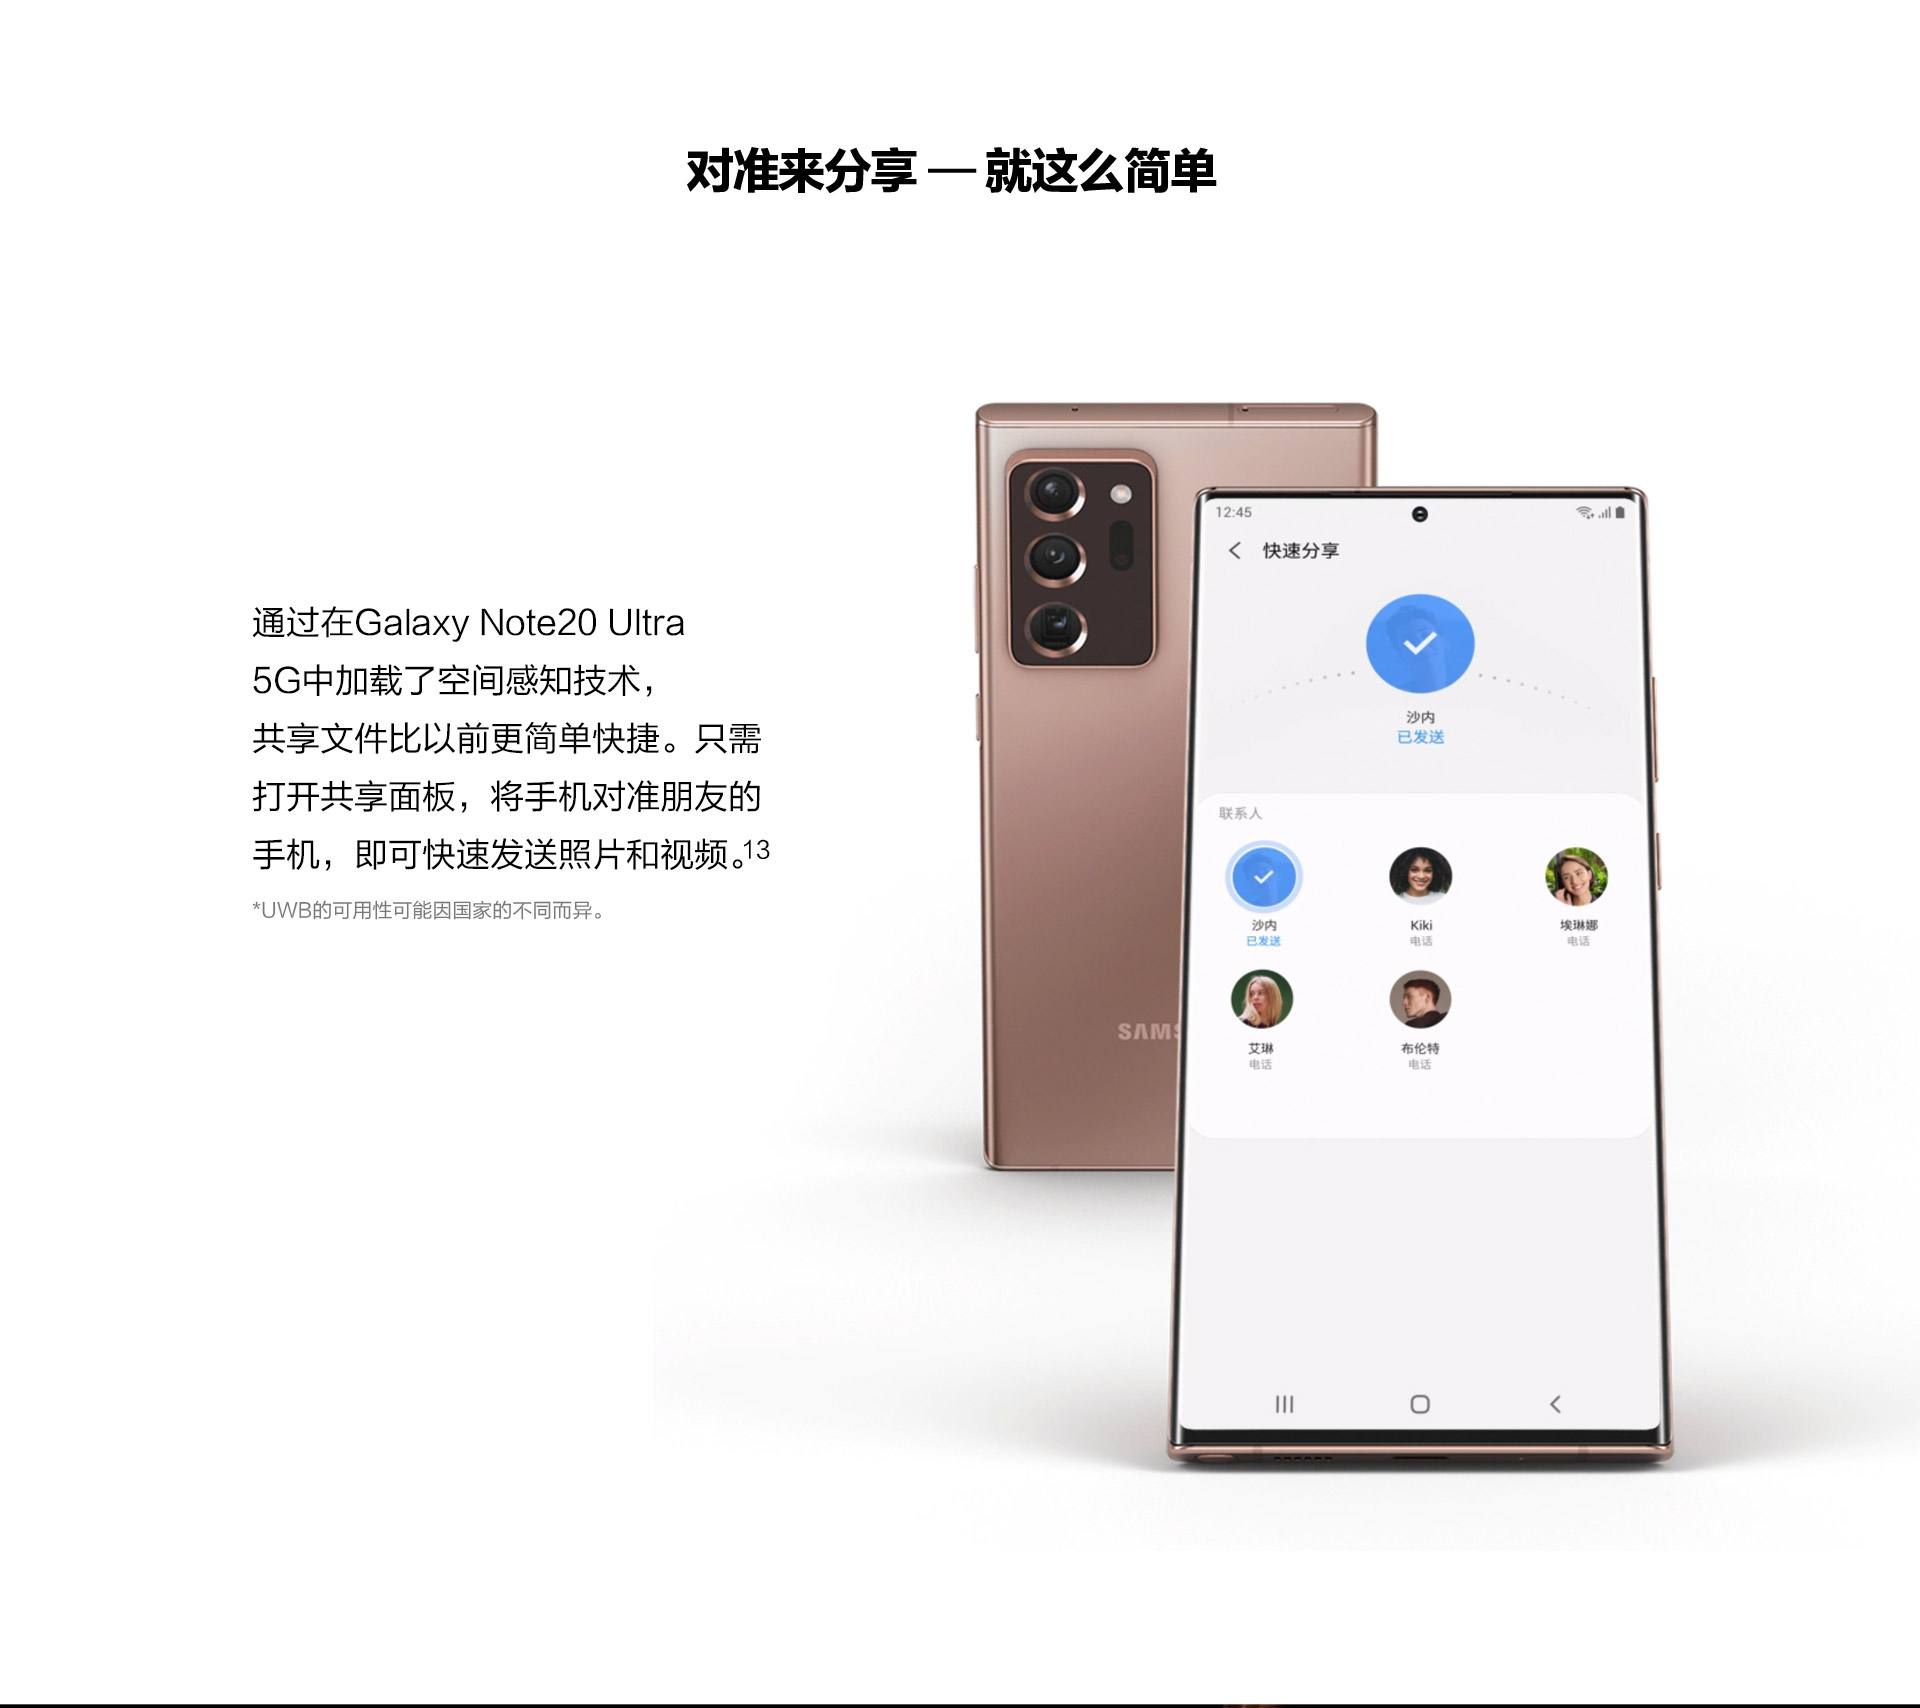 对准来分享 — 就这么简单
通过在Galaxy Note20 Ultra
5G中加载了空间感知技术，
共享文件比以前更简单快捷。只需
打开共享面板，将手机对准朋友的
手机，即可快速发送照片和视频。13
*UWB的可用性可能因国家的不同而异。
SAMS
12:45
快速分享
沙内
已发送
联系人
沙内 Kiki 埃琳娜
已发送 电话 电话
艾琳 布伦特
电话 电话